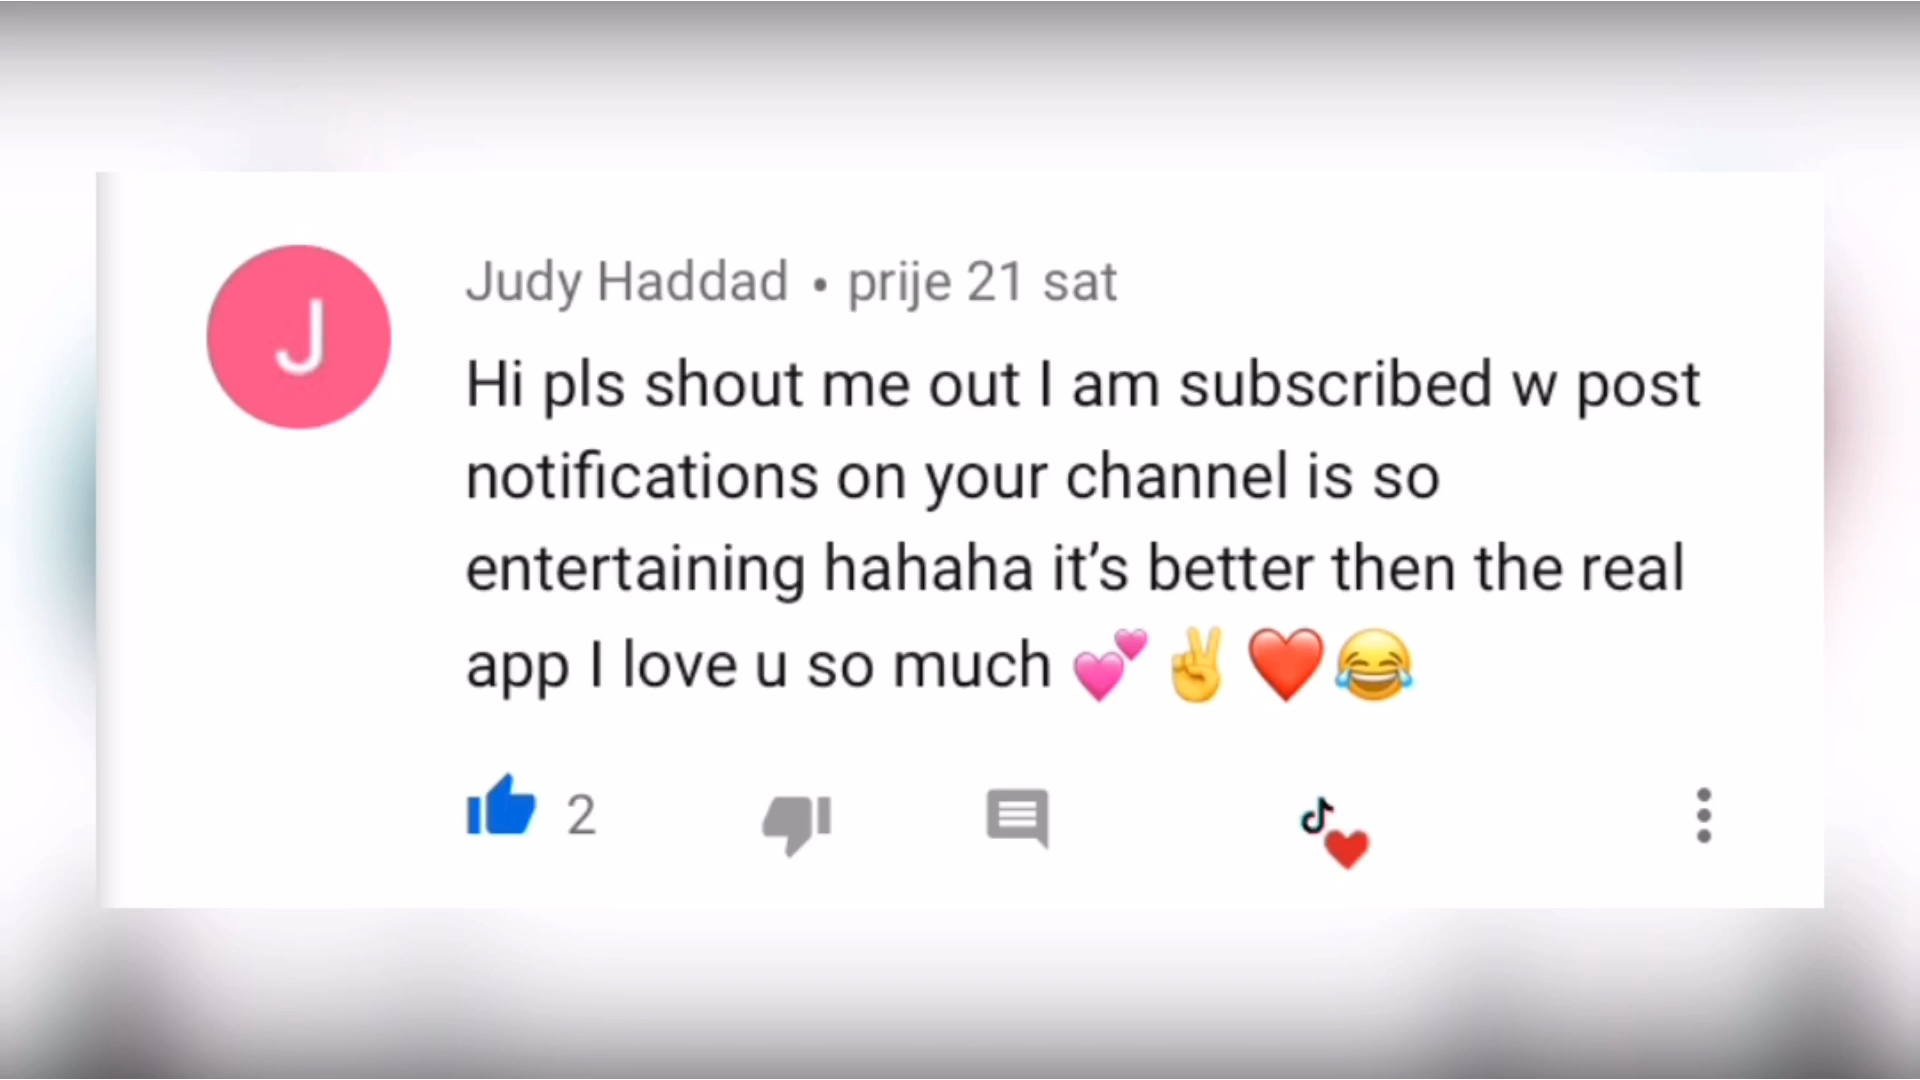 J
Judy Haddad • prije 21 sat
Hi pls shout me out I am subscribed w post
notifications on your channel is so
entertaining hahaha it’s better then the real
app I love u so much 💕✌️❤️😂
2